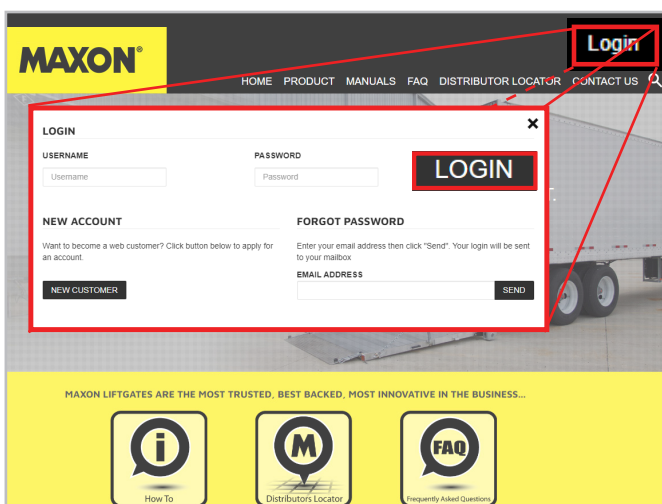 MAXON®
Login
HOME PRODUCT MANUALS FAQ DISTRIBUTOR LOCATOR CONTACT US
LOGIN
USERNAME PASSWORD
Username Password LOGIN
NEW ACCOUNT
Want to become a web customer? Click button below to apply for
an account.
NEW CUSTOMER
FORGOT PASSWORD
Enter your email address then click "Send". Your login will be sent
to your mailbox
EMAIL ADDRESS
SEND
MAXON LIFTGATES ARE THE MOST TRUSTED, BEST BACKED, MOST INNOVATIVE IN THE BUSINESS...
i M FAQ
How To Distributors Locator Frequently Asked Questions